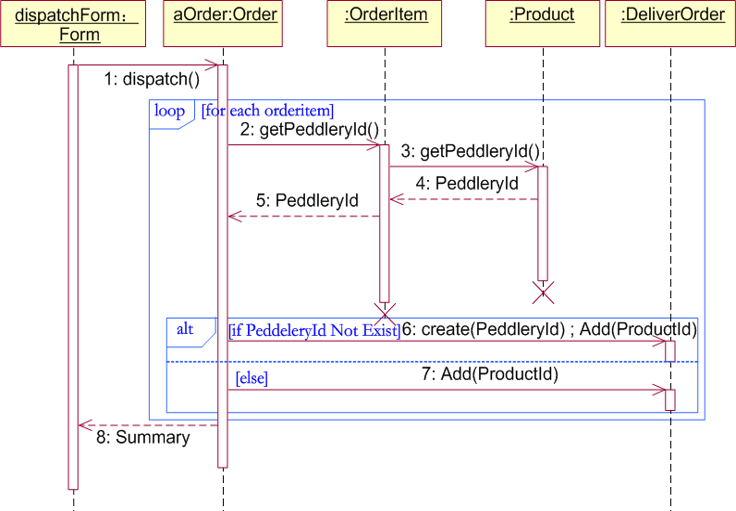 dispatchForm：
Form
aOrder:Order
:OrderItem
:Product
:DeliverOrder
1: dispatch()
loop
[for each orderitem]
2: getPeddleryId()
3: getPeddleryId()
4: PeddleryId
5: PeddleryId
alt
[if PeddeleryId Not Exist]
6: create(PeddleryId) ; Add(ProductId)
[else]
7: Add(ProductId)
8: Summary